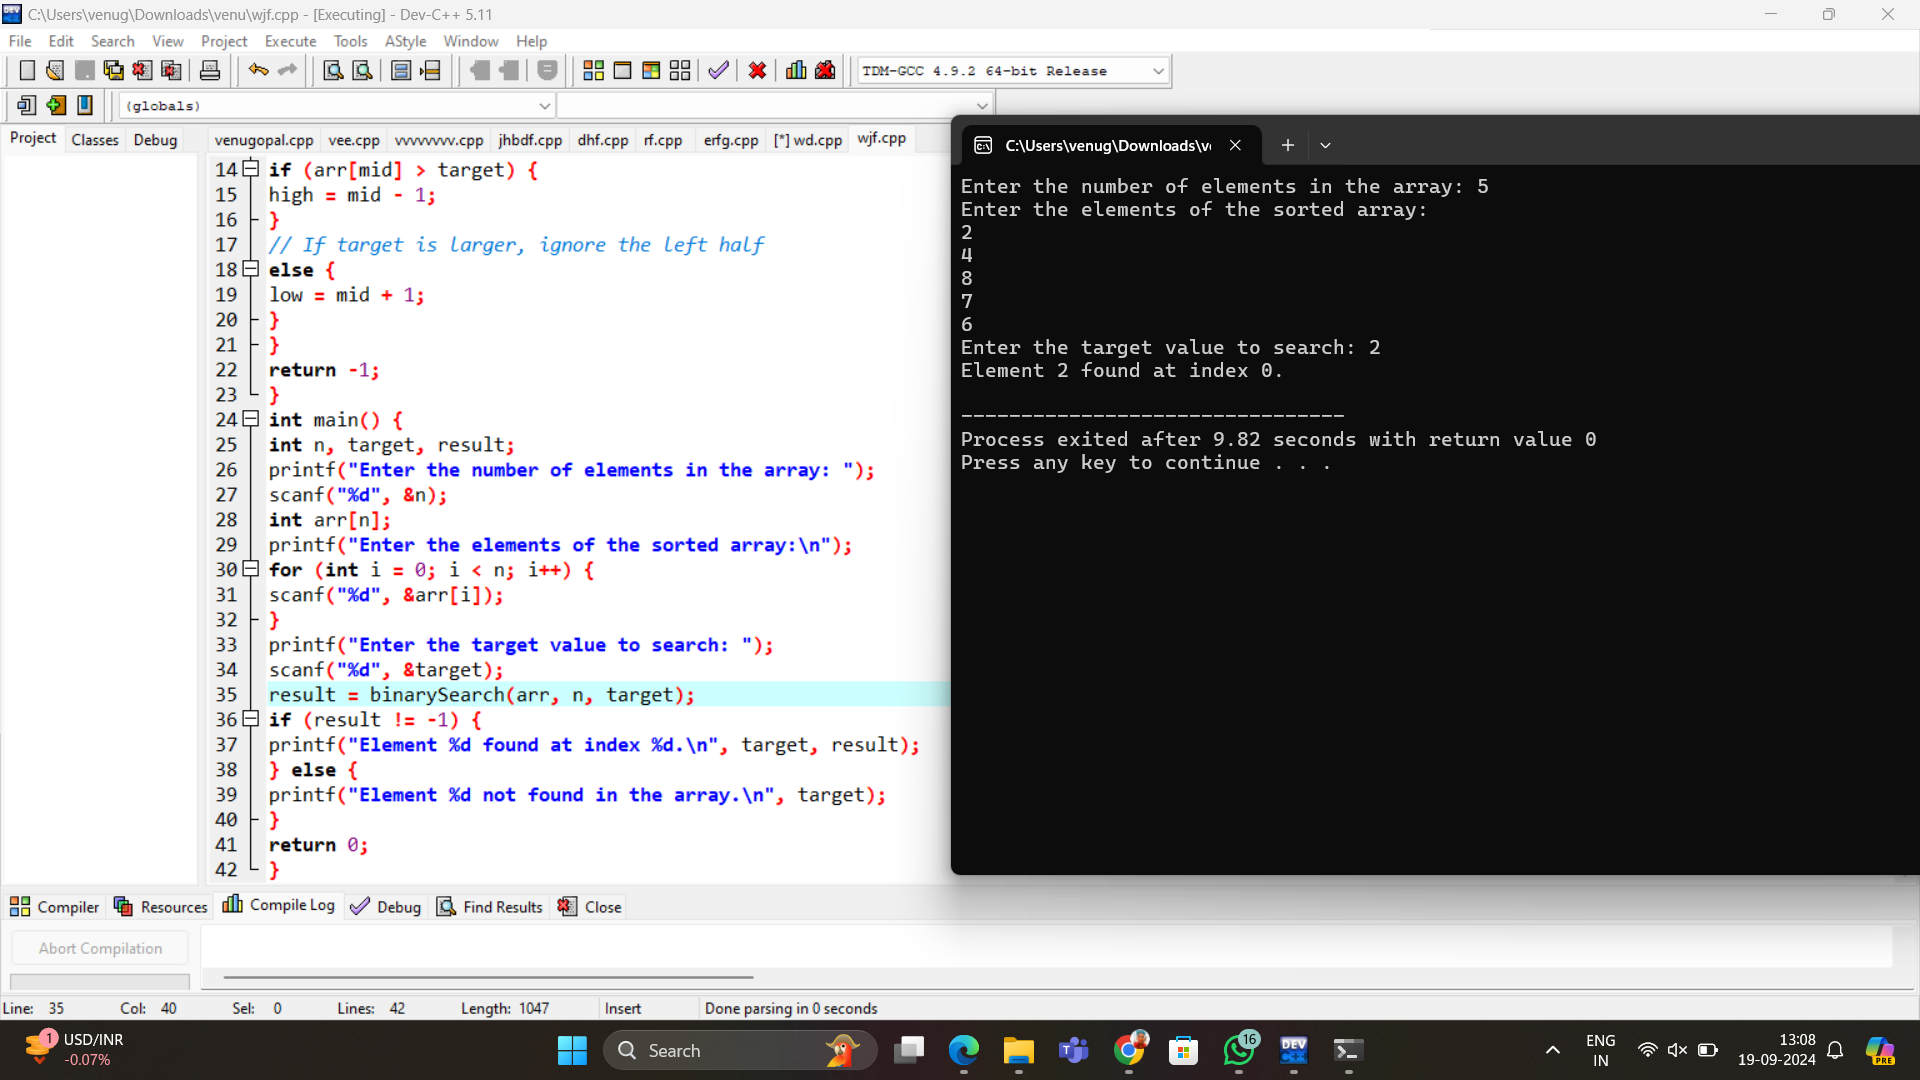 C:\Users\venug\Downloads\venu\wjf.cpp - [Executing] - Dev-C++ 5.11
File Edit Search View Project Execute Tools AStyle Window Help
TDM-GCC 4.9.2 64-bit Release
(globals)
Project Classes Debug
venugopal.cpp vee.cpp vvvvvvvv.cpp jhbdf.cpp dhf.cpp rf.cpp erfg.cpp [*] wd.cpp wjf.cpp
14 if (arr[mid] > target) {
15 high = mid - 1;
16 }
17 // If target is larger, ignore the left half
18 else {
19 low = mid + 1;
20 }
21 }
22 return -1;
23 }
24 int main() {
25 int n, target, result;
26 printf("Enter the number of elements in the array: ");
27 scanf("%d", &n);
28 int arr[n];
29 printf("Enter the elements of the sorted array:\n");
30 for (int i = 0; i < n; i++) {
31 scanf("%d", &arr[i]);
32 }
33 printf("Enter the target value to search: ");
34 scanf("%d", &target);
35 result = binarySearch(arr, n, target);
36 if (result != -1) {
37 printf("Element %d found at index %d.\n", target, result);
38 } else {
39 printf("Element %d not found in the array.\n", target);
40 }
41 return 0;
42 }
C:\Users\venug\Downloads\v
Enter the number of elements in the array: 5
Enter the elements of the sorted array:
2
4
8
7
6
Enter the target value to search: 2
Element 2 found at index 0.
--------------------------------
Process exited after 9.82 seconds with return value 0
Press any key to continue . . .
Compiler Resources Compile Log Debug Find Results Close
Abort Compilation
Line: 35 Col: 40 Sel: 0 Lines: 42 Length: 1047 Insert Done parsing in 0 seconds
1 USD/INR
-0.07%
Search
16
DEV
ENG
IN
13:08
19-09-2024
PRE